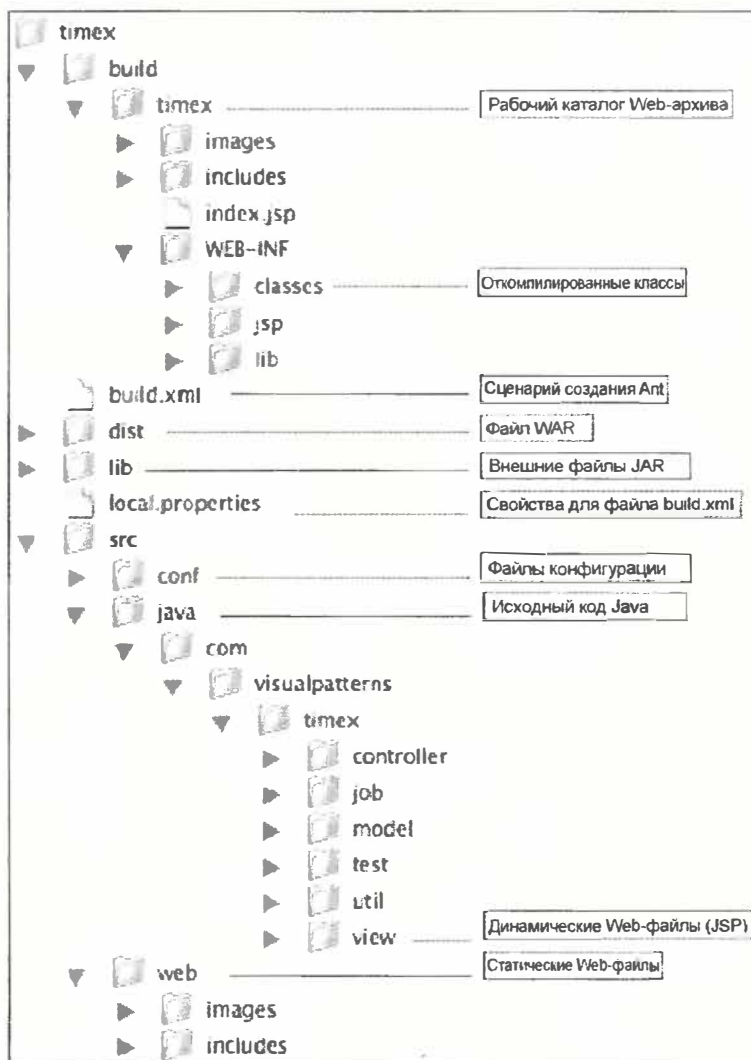 timex
build
timex Рабочий каталог Web-архива
images
includes
index.jsp
WEB-INF
classes Откомпилированные классы
jsp
lib
build.xml Сценарий создания Ant
dist Файл WAR
lib Внешние файлы JAR
local.properties Свойства для файла build.xml
src
conf Файлы конфигурации
java Исходный код Java
com
visualpatterns
timex
controller
job
model
test
util
view Динамические Web-файлы (JSP)
web Статические Web-файлы
images
includes